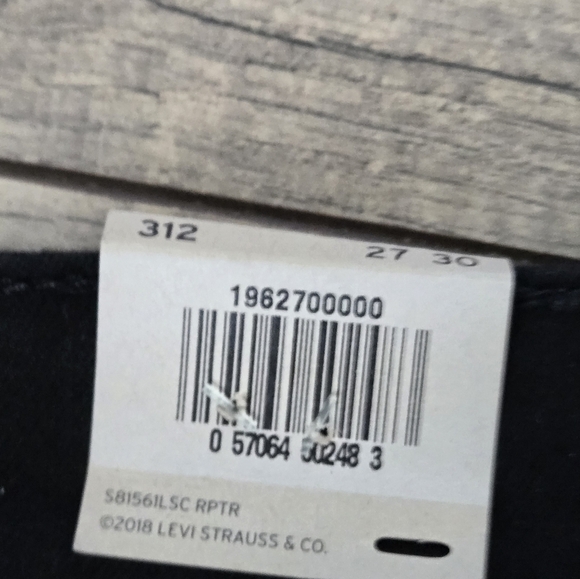 312
27 30
1962700000
0 57064 50248 3
S81561LSC RPTR
©2018 LEVI STRAUSS & CO.